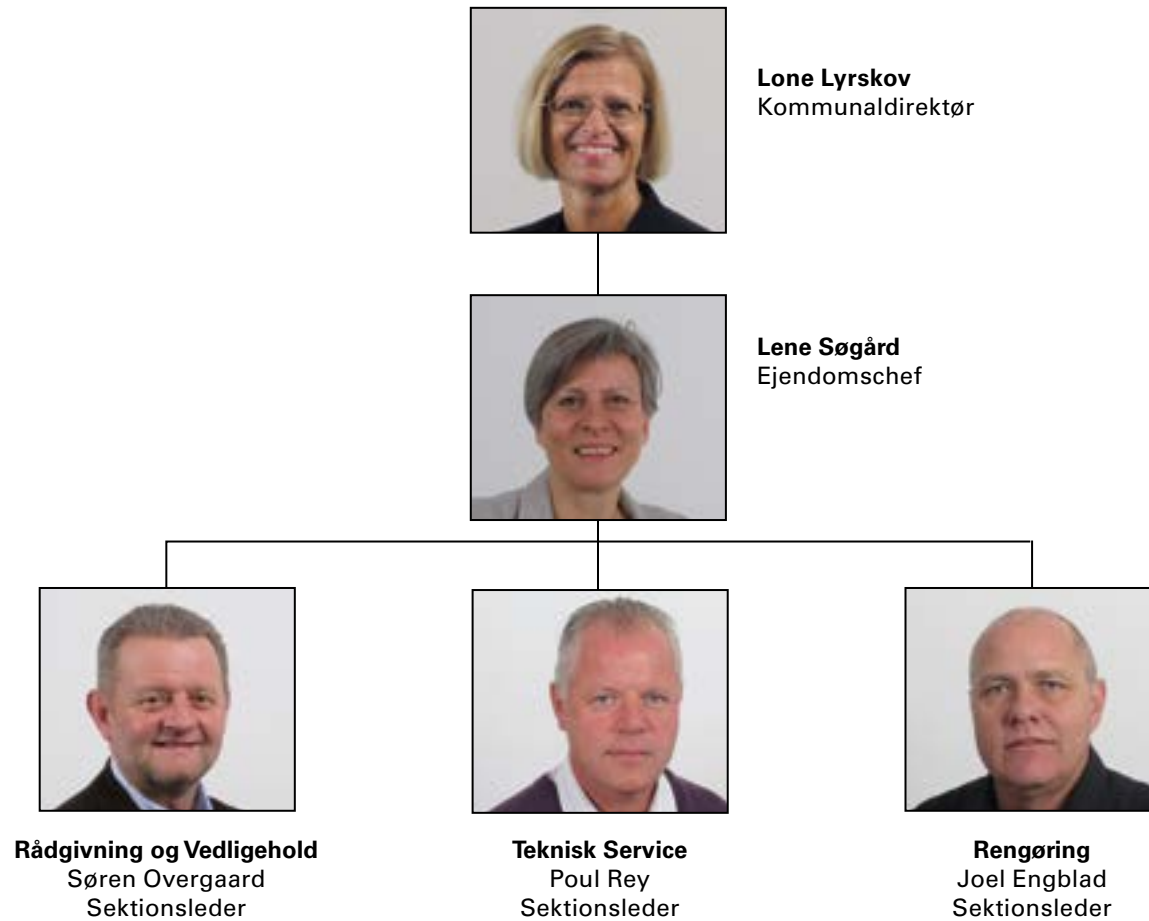 Lone Lyrskov
Kommunaldirektør
Lene Søgård
Ejendomschef
Rådgivning og Vedligehold
Søren Overgaard
Sektionsleder
Teknisk Service
Poul Rey
Sektionsleder
Rengøring
Joel Engblad
Sektionsleder